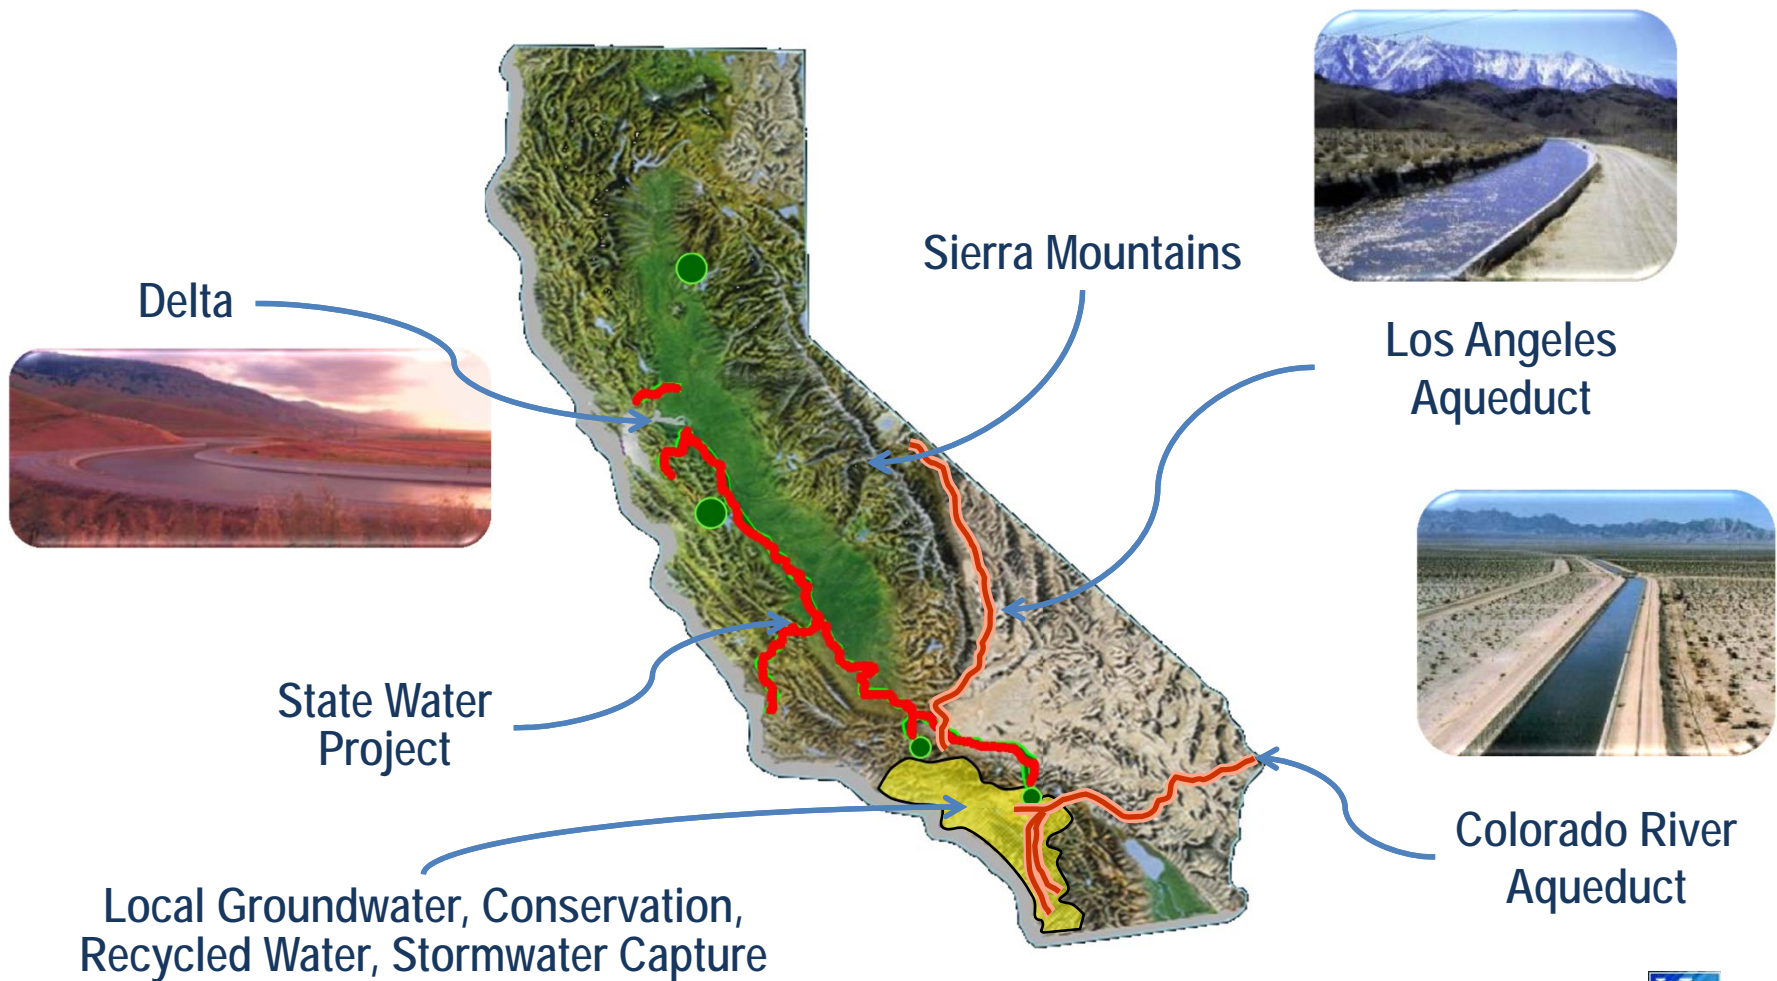 Sierra Mountains
Delta
Los Angeles
Aqueduct
State Water
Project
Colorado River
Aqueduct
Local Groundwater, Conservation,
Recycled Water, Stormwater Capture